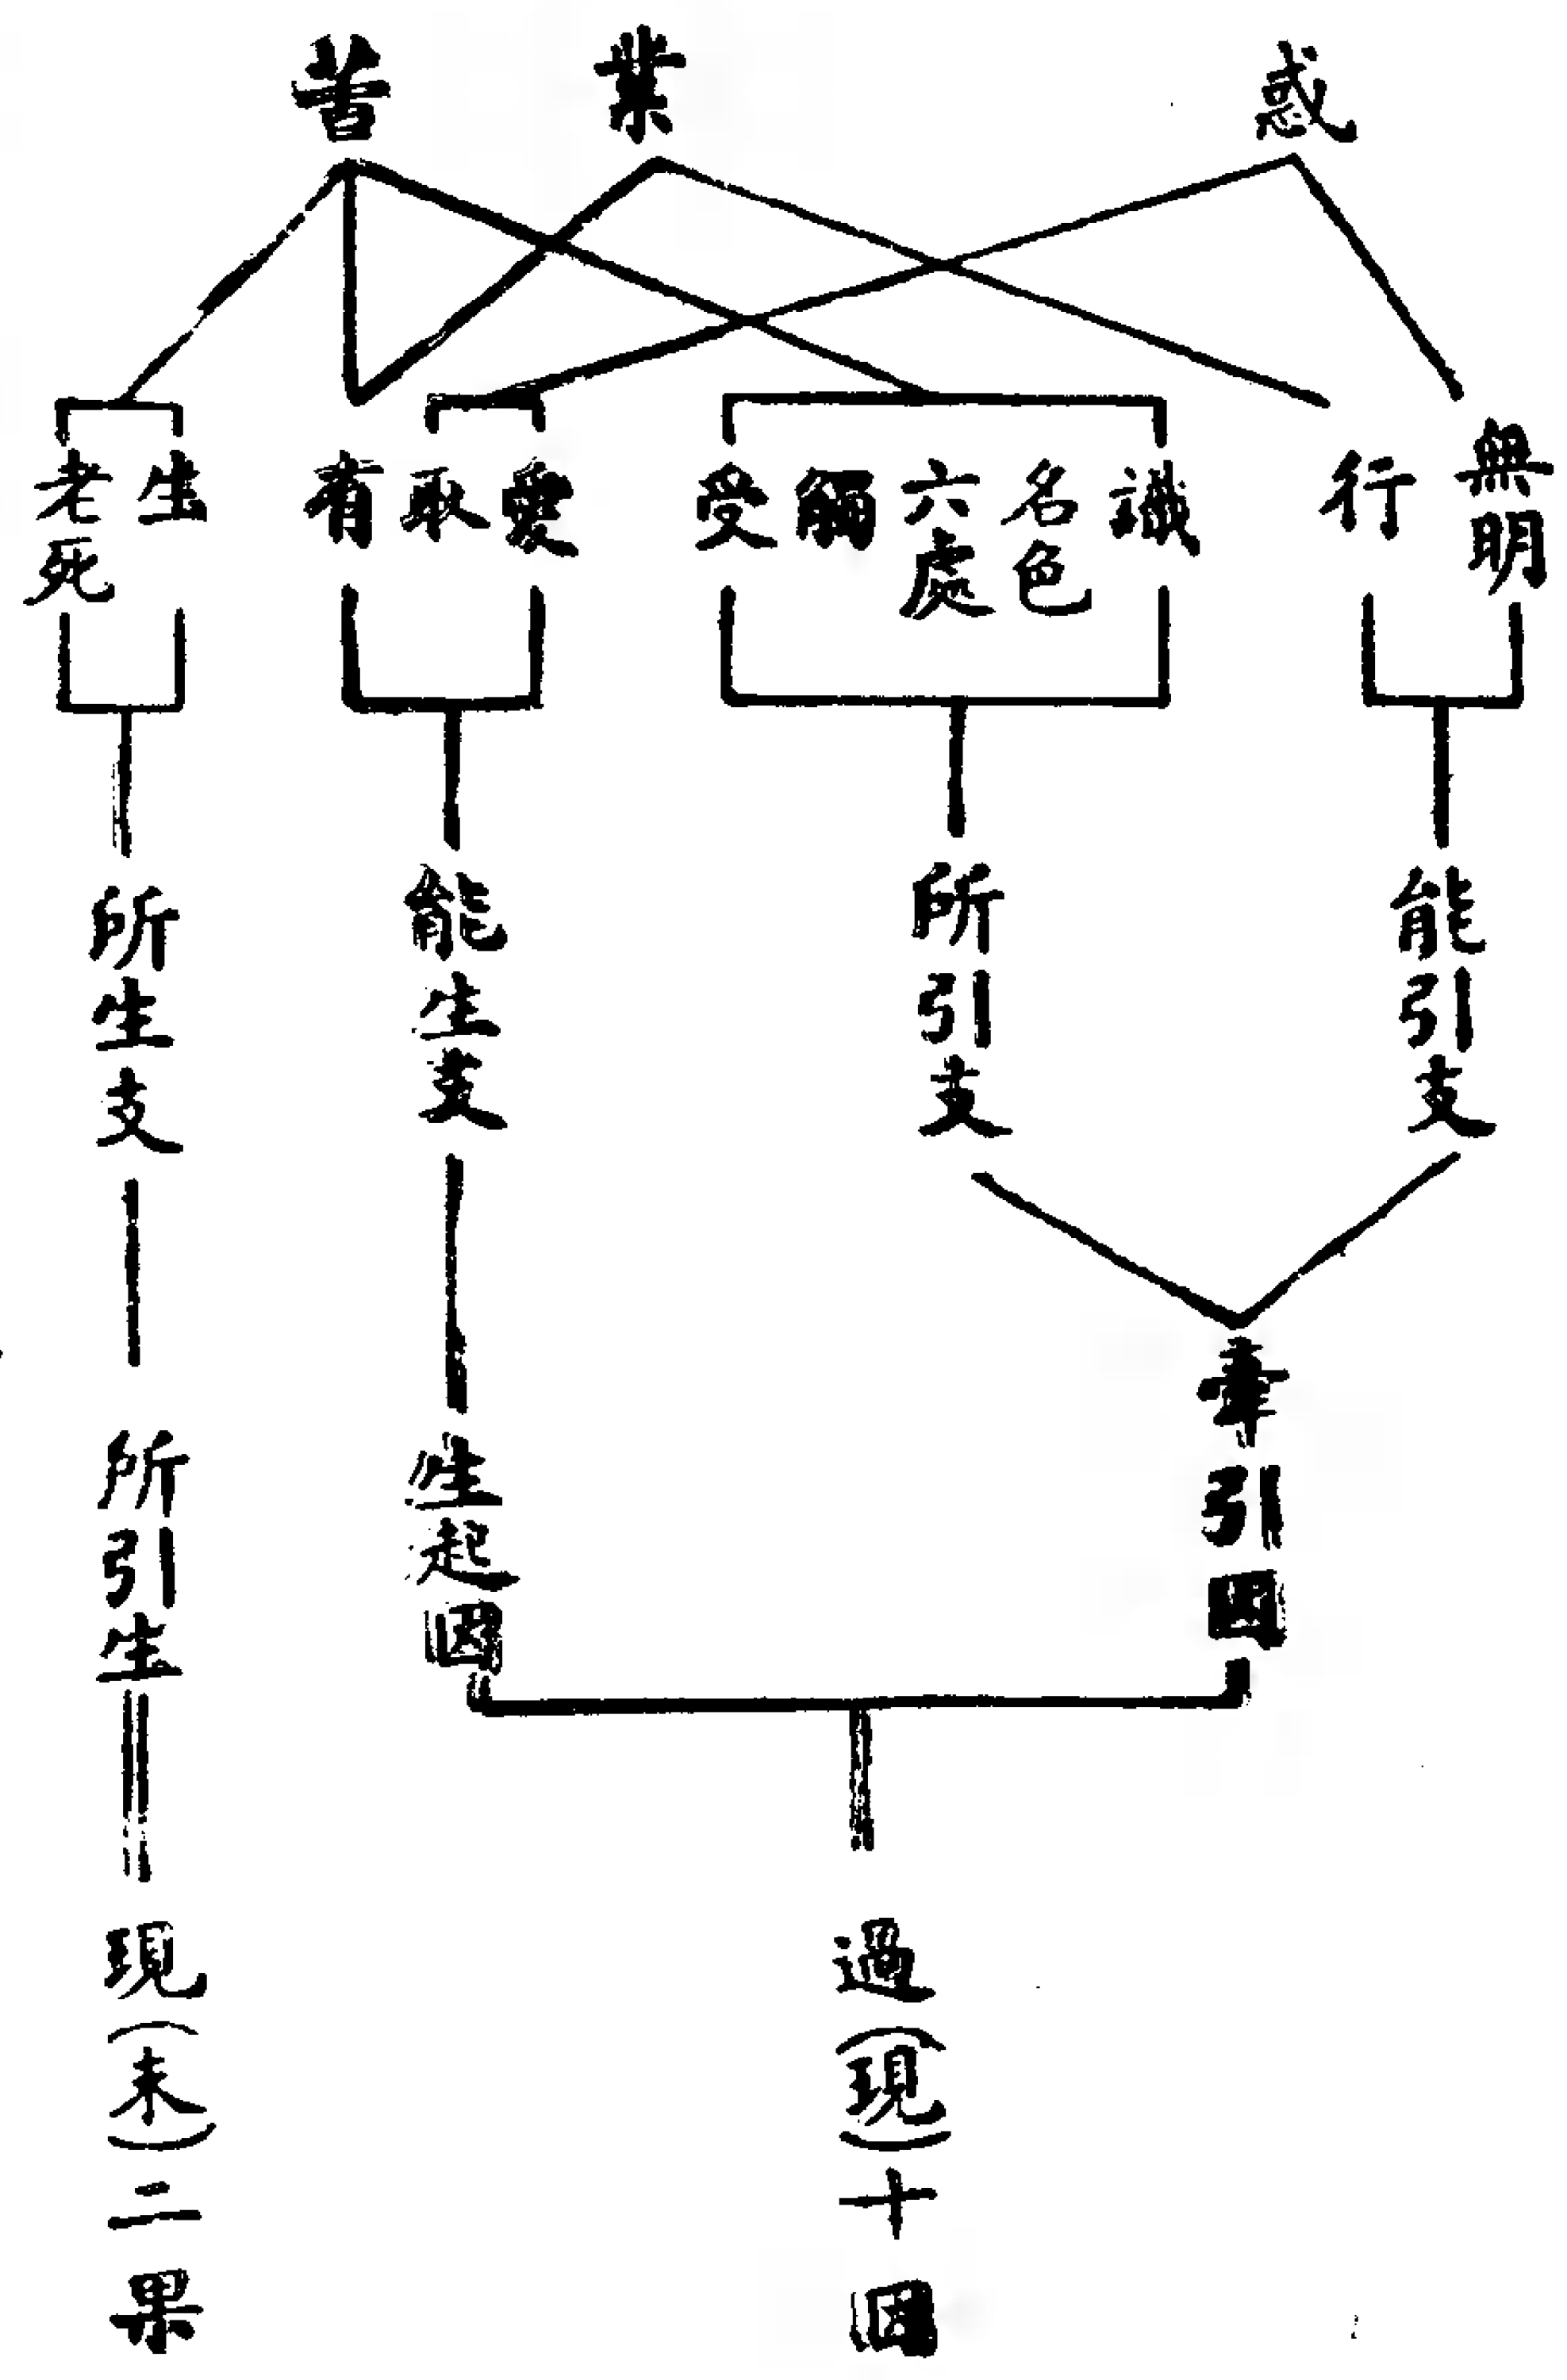 惑
業
苦
無明
行
識
名色
六處
觸
受
愛
取
有
生
老死
能引支
所引支
能生支
所生支
牽引因
生起因
所引生
過(現)十因
現(未)二果